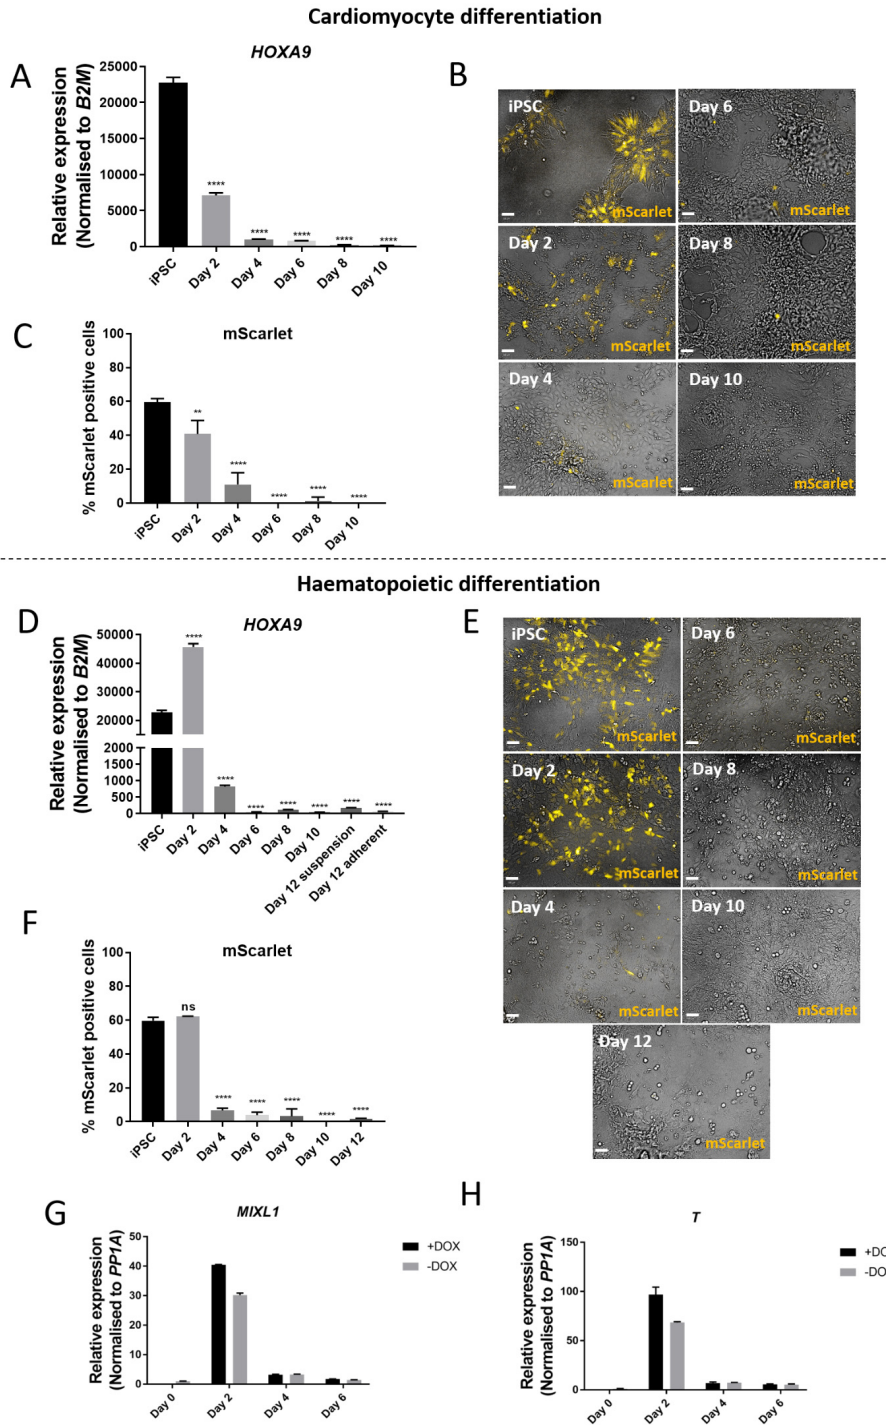 Cardiomyocyte differentiation
A
HOXA9
Relative expression
(Normalised to B2M)
25000
20000
15000
10000
5000
0
****
****
****
****
****
iPSC
Day 2
Day 4
Day 6
Day 8
Day 10
B
iPSC
mScarlet
Day 6
mScarlet
Day 2
mScarlet
Day 8
mScarlet
Day 4
mScarlet
Day 10
mScarlet
C
mScarlet
% mScarlet positive cells
100
80
60
40
20
0
**
****
****
****
****
iPSC
Day 2
Day 4
Day 6
Day 8
Day 10
Haematopoietic differentiation
D
HOXA9
Relative expression
(Normalised to B2M)
50000
40000
30000
20000
2000
1500
1000
500
0
****
****
****
****
****
****
****
iPSC
Day 2
Day 4
Day 6
Day 8
Day 10
Day 12 suspension
Day 12 adherent
E
iPSC
mScarlet
Day 6
mScarlet
Day 2
mScarlet
Day 8
mScarlet
Day 4
mScarlet
Day 10
mScarlet
Day 12
mScarlet
F
mScarlet
% mScarlet positive cells
100
80
60
40
20
0
ns
****
****
****
****
****
iPSC
Day 2
Day 4
Day 6
Day 8
Day 10
Day 12
G
MIXL1
Relative expression
(Normalised to PP1A)
50
40
30
20
10
0
Day 0
Day 2
Day 4
Day 6
+DOX
-DOX
H
T
Relative expression
(Normalised to PP1A)
150
100
50
0
Day 0
Day 2
Day 4
Day 6
+DO
-DO